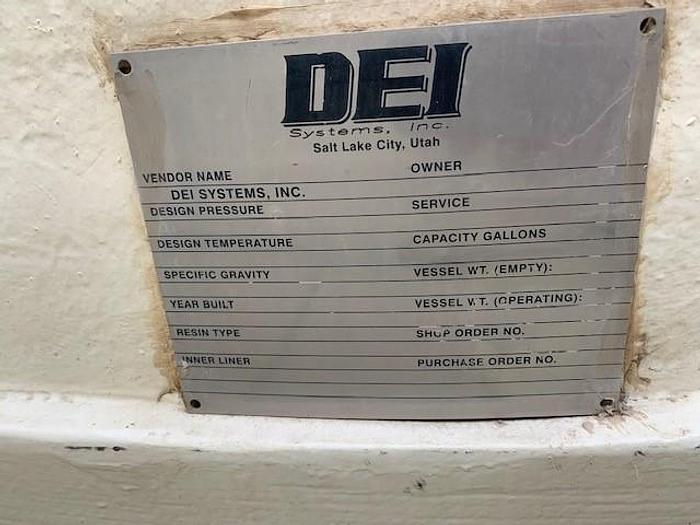 DEI
Systems, Inc.
Salt Lake City, Utah
VENDOR NAME OWNER
DEI SYSTEMS, INC.
DESIGN PRESSURE SERVICE
DESIGN TEMPERATURE CAPACITY GALLONS
SPECIFIC GRAVITY VESSEL WT. (EMPTY):
YEAR BUILT VESSEL WT. (OPERATING):
RESIN TYPE SHOP ORDER NO.
INNER LINER PURCHASE ORDER NO.